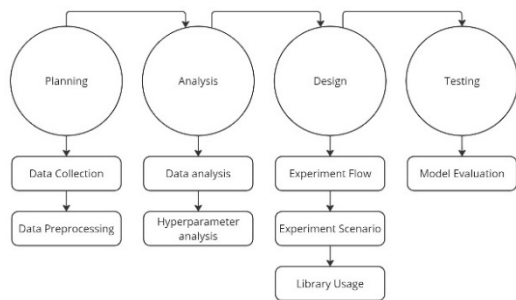 Planning
Analysis
Design
Testing
Data Collection
Data analysis
Experiment Flow
Model Evaluation
Data Preprocessing
Hyperparameter
analysis
Experiment Scenario
Library Usage